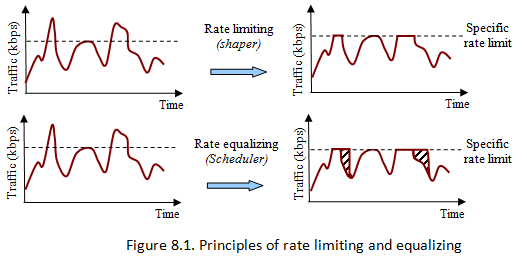 Traffic (kbps)
Time
Rate limiting
(shaper)
Traffic (kbps)
Time
Specific
rate limit
Traffic (kbps)
Time
Rate equalizing
(Scheduler)
Traffic (kbps)
Time
Specific
rate limit
Figure 8.1. Principles of rate limiting and equalizing